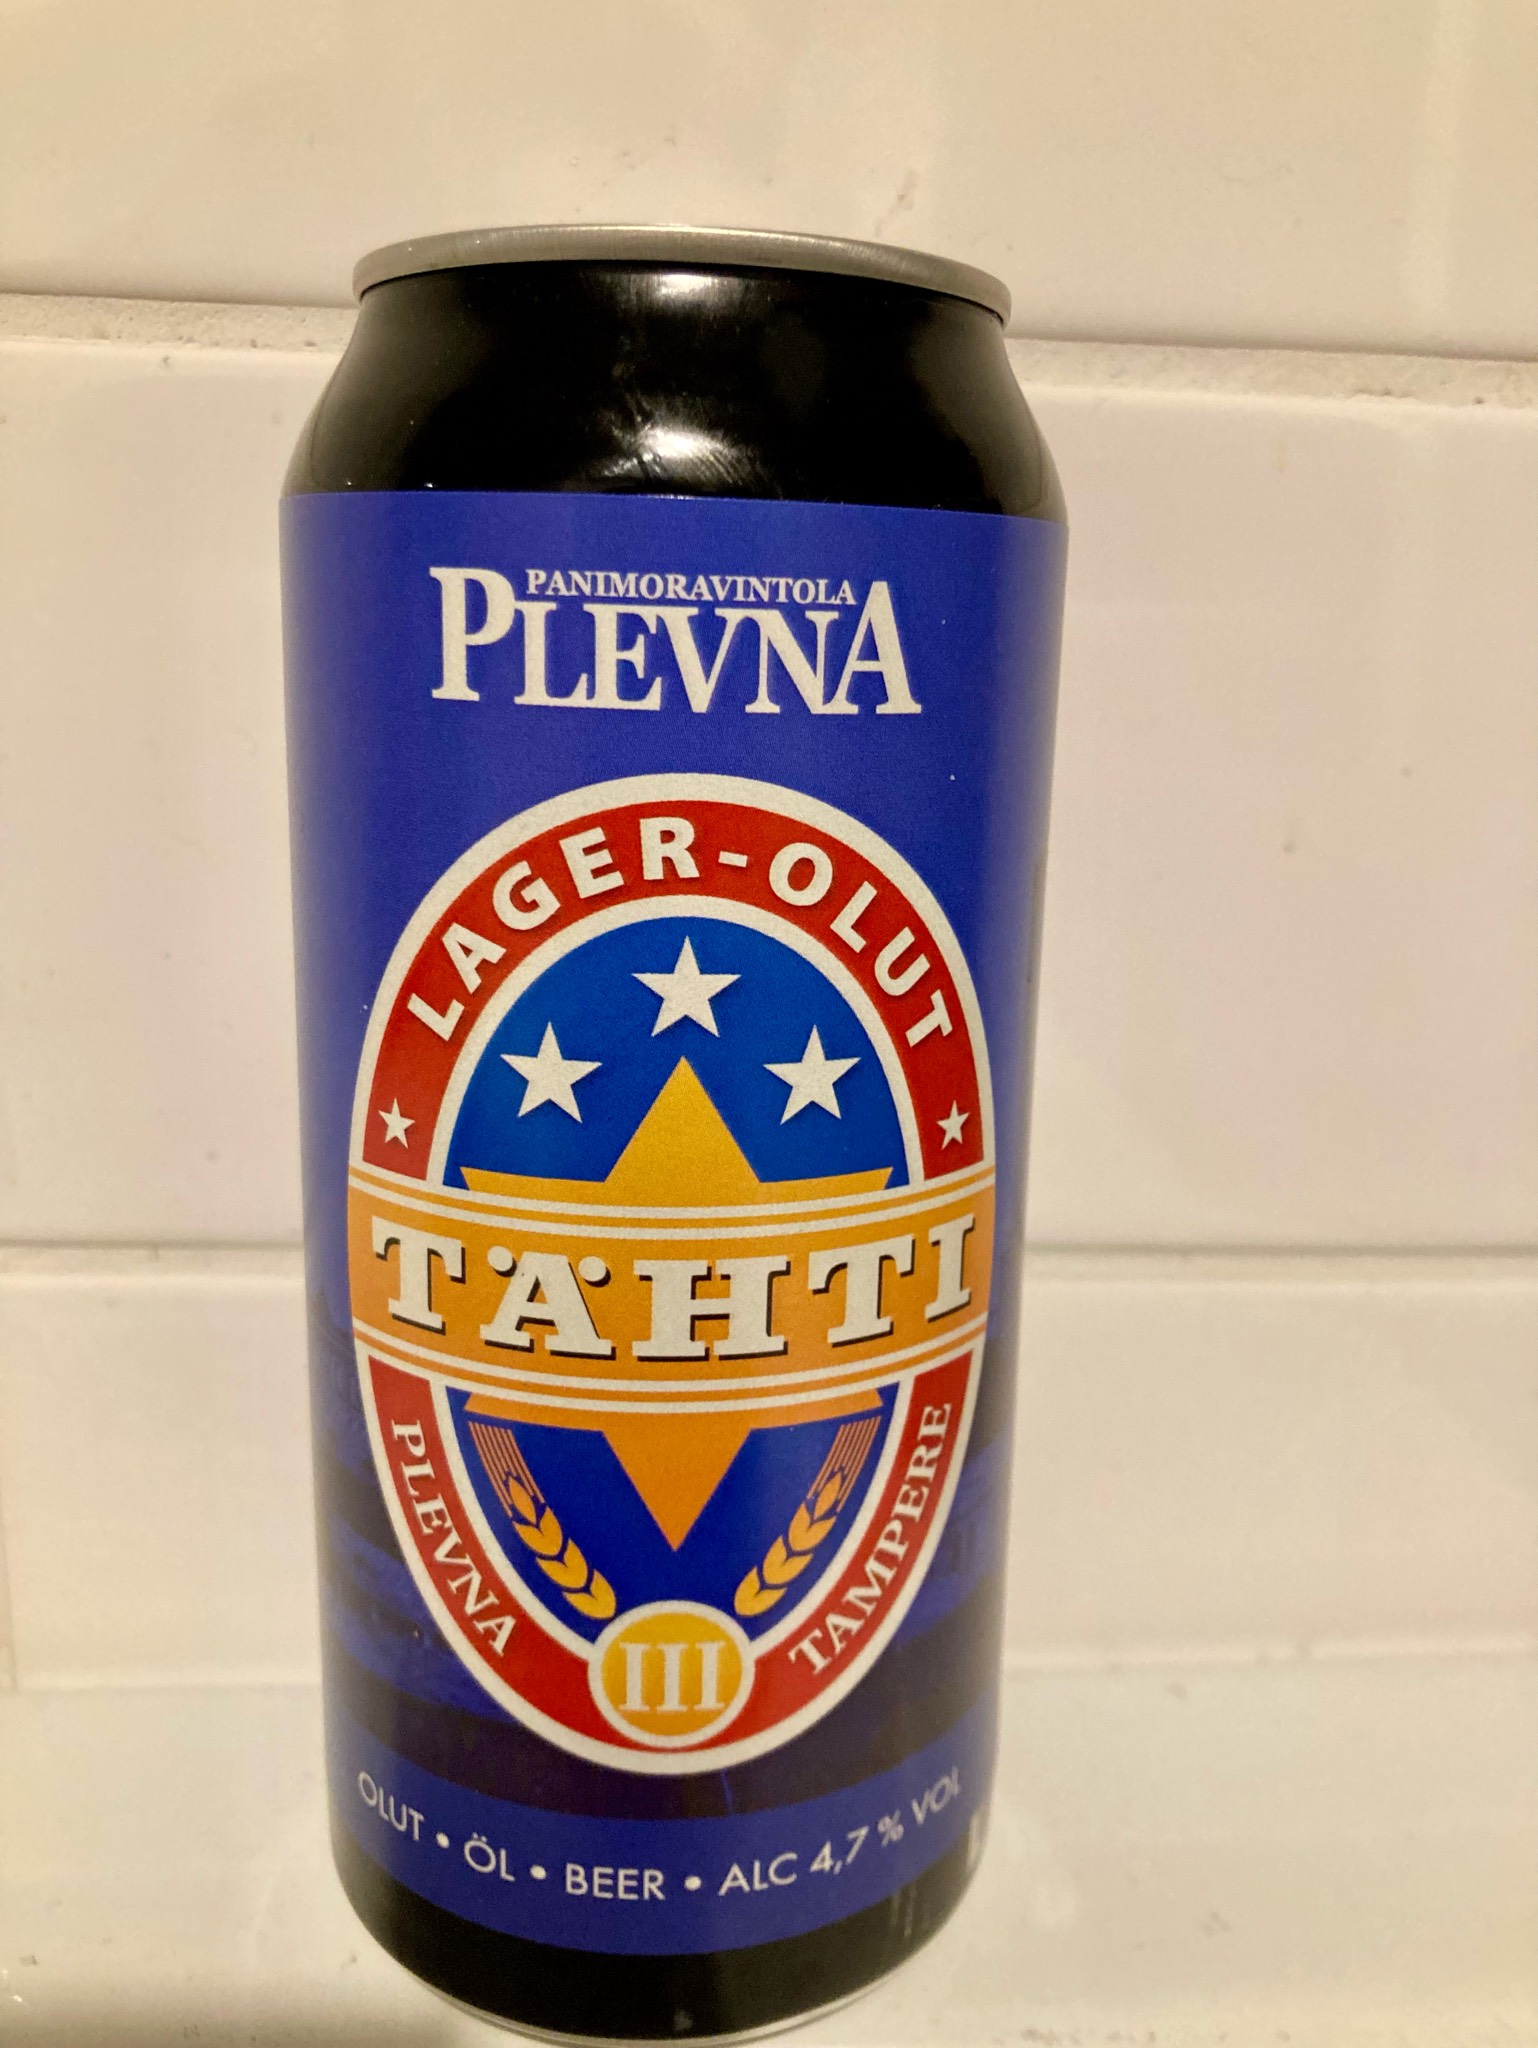 PANIMORAVINTOLA
PLEVNA
LAGER-OLUT
TÄHTI
PLEVNA TAMPERE
III
OLUT • ÖL • BEER • ALC 4,7 % VOL